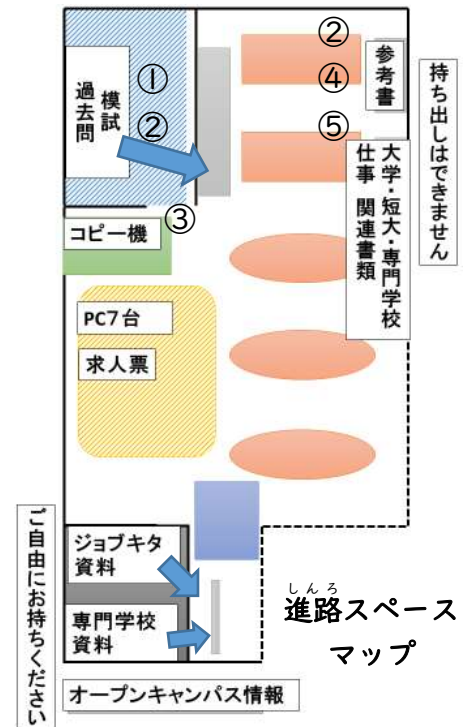 模試
過去問
①
②
②
④
⑤
参考書
持ち出しはできません
大学・短大・専門学校
仕事 関連書類
③
コピー機
PC7台
求人票
ご自由にお持ちください
ジョブキタ
資料
専門学校
資料
オープンキャンパス情報
しんろ
進路スペース
マップ